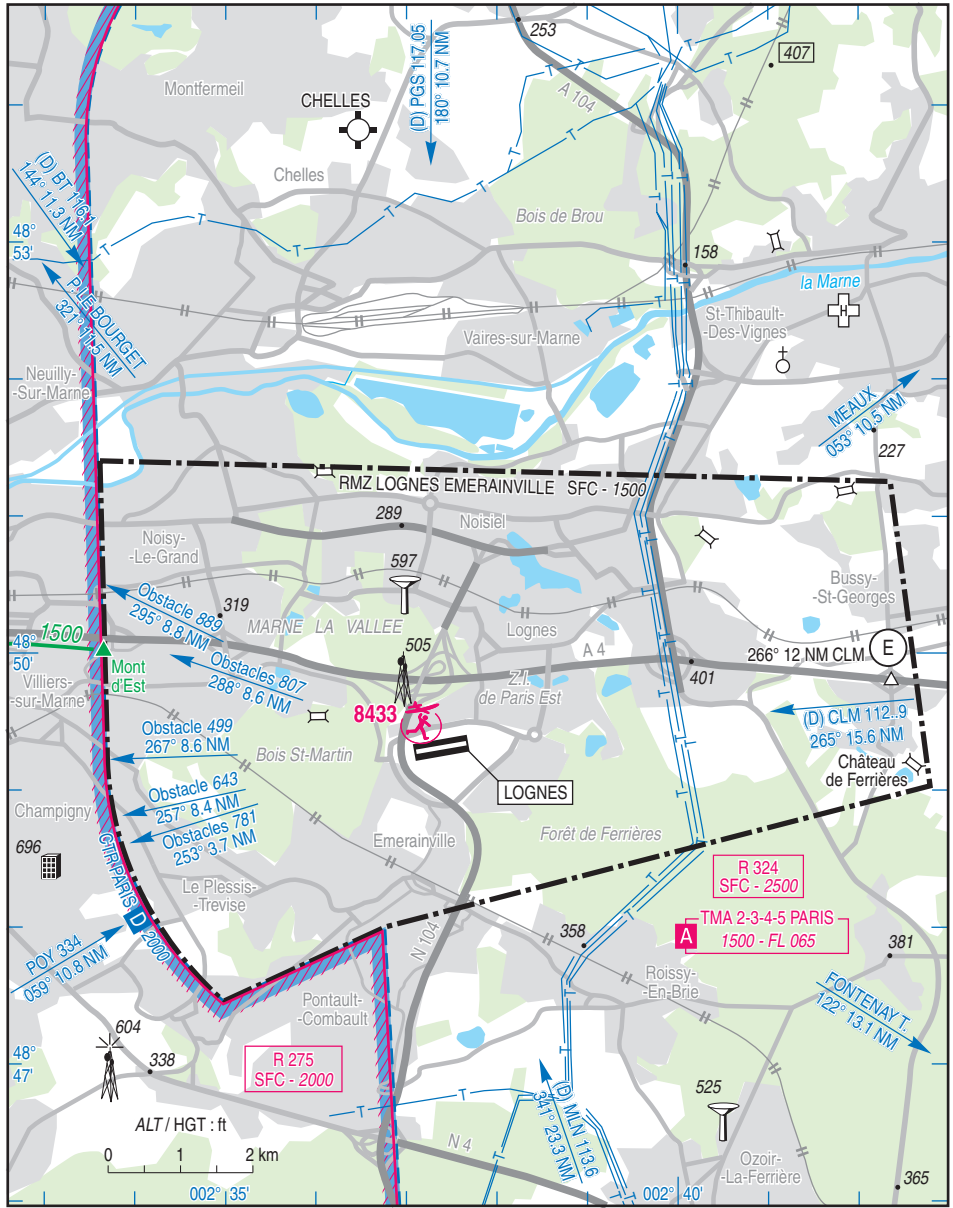 253
407
Montfermeil
CHELLES
A 104
(D) PGS 117.05
180° 10.7 NM
(D) BT 116.1
144° 11.3 NM
Chelles
Bois de Brou
48°
53'
158
la Marne
H
P. LE BOURGET
321° 11.5 NM
St-Thibault-
-Des-Vignes
Vaires-sur-Marne
Neuilly-
-Sur-Marne
MEAUX
053° 10.5 NM
227
RMZ LOGNES EMERAINVILLE SFC - 1500
289
Noisiel
Noisy-
-Le-Grand
597
Bussy-
-St-Georges
Obstacle 889
295° 8.8 NM
319
MARNE LA VALLEE
Lognes
1500
48°
50'
505
A 4
E
266° 12 NM CLM
Mont
d'Est
Obstacles 807
288° 8.6 NM
401
Villiers-
-sur-Marne
Z.I.
de Paris Est
8433
(D) CLM 112..9
265° 15.6 NM
Obstacle 499
267° 8.6 NM
Bois St-Martin
Château
de Ferrières
Obstacle 643
257° 8.4 NM
LOGNES
Champigny
Obstacles 781
253° 3.7 NM
Emerainville
Forêt de Ferrières
696
CTR PARIS D 2000
Le Plessis-
-Trevise
R 324
SFC - 2500
TMA 2-3-4-5 PARIS
A
1500 - FL 065
POY 334
059° 10.8 NM
N 104
358
381
Roissy-
-En-Brie
Pontault-
-Combault
FONTENAY T.
122° 13.1 NM
604
338
48°
47'
R 275
SFC - 2000
(D) MLN 113.6
341° 23.3 NM
525
ALT / HGT : ft
0 1 2 km
N 4
Ozoir-
-La-Ferrière
365
002° 35'
002° 40'